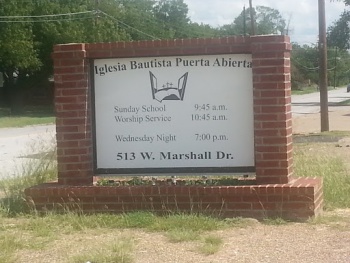 Iglesia Bautista Puerta Abierta
Sunday School 9:45 a.m.
Worship Service 10:45 a.m.
Wednesday Night 7:00 p.m.
513 W. Marshall Dr.